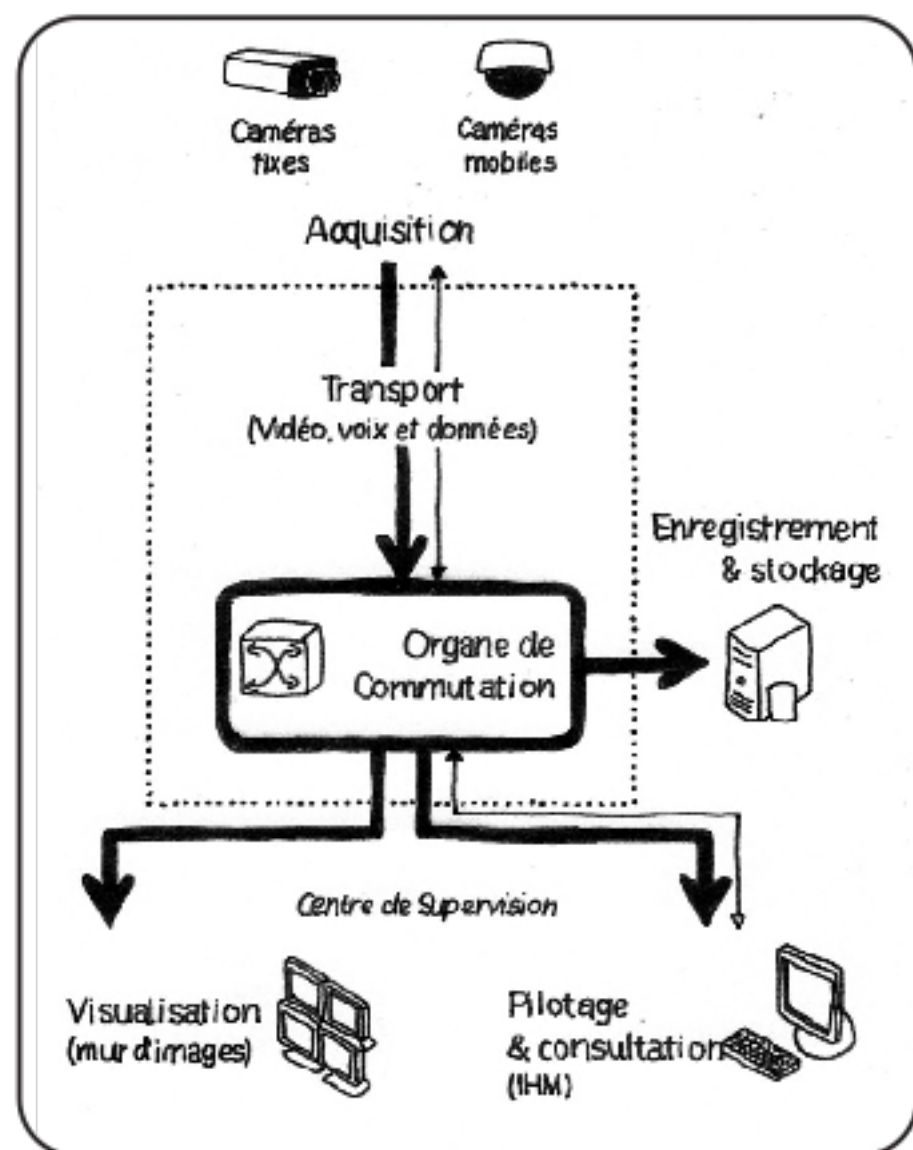 Caméras
fixes
Caméras
mobiles
Acquisition
Transport
(Vidéo, voix et données)
Enregistrement
& stockage
Organe de
Commutation
Centre de Supervision
Visualisation
(mur d'images)
Pilotage
& consultation
(IHM)